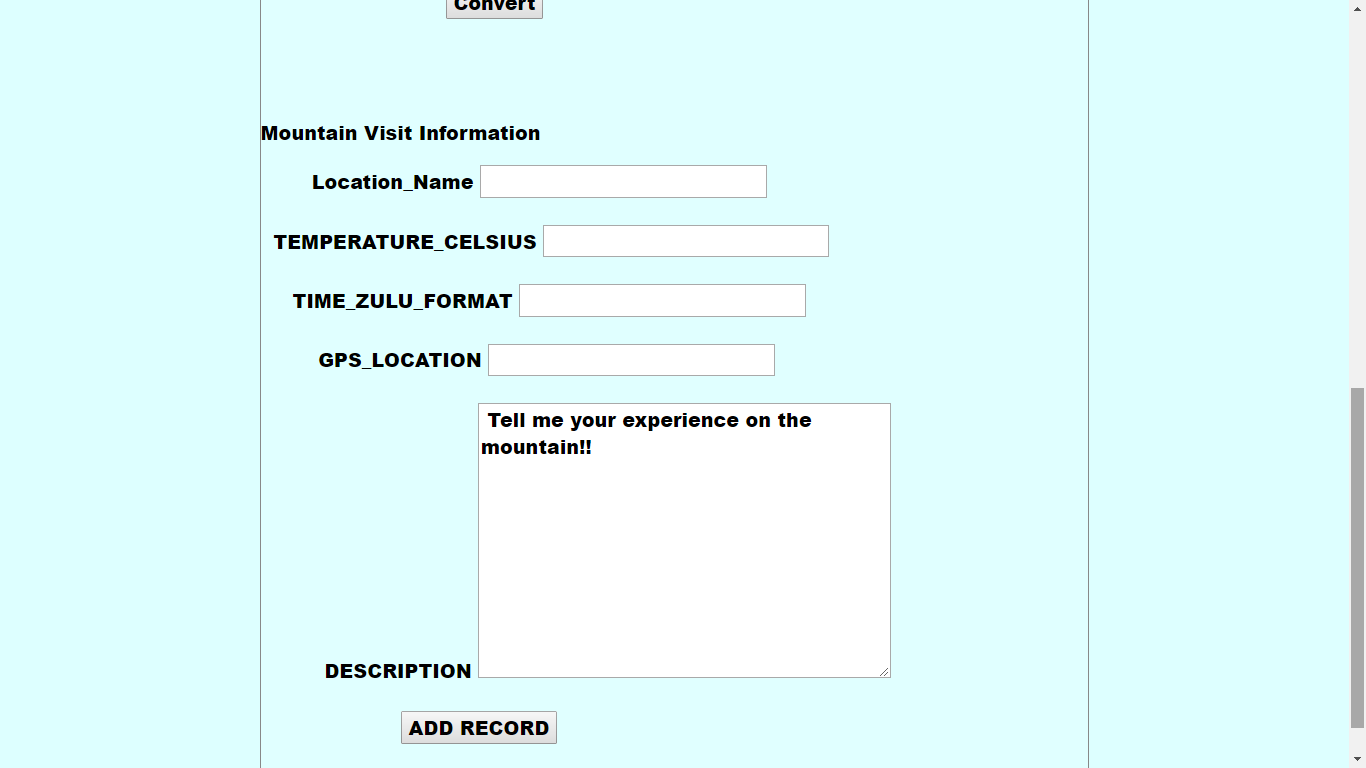 Convert
Mountain Visit Information
Location_Name
TEMPERATURE_CELSIUS
TIME_ZULU_FORMAT
GPS_LOCATION
Tell me your experience on the
mountain!!
DESCRIPTION
ADD RECORD